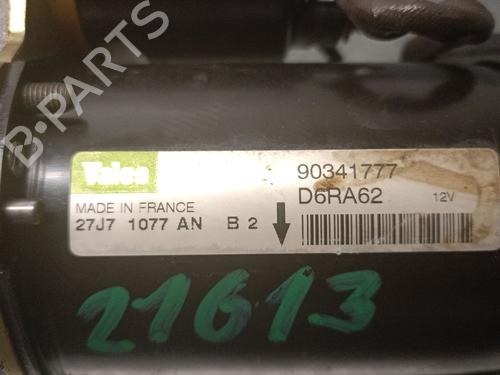 B-PARTS
Valeo
90341777
D6RA62 12V
MADE IN FRANCE
27J7 1077 AN B 2
21613